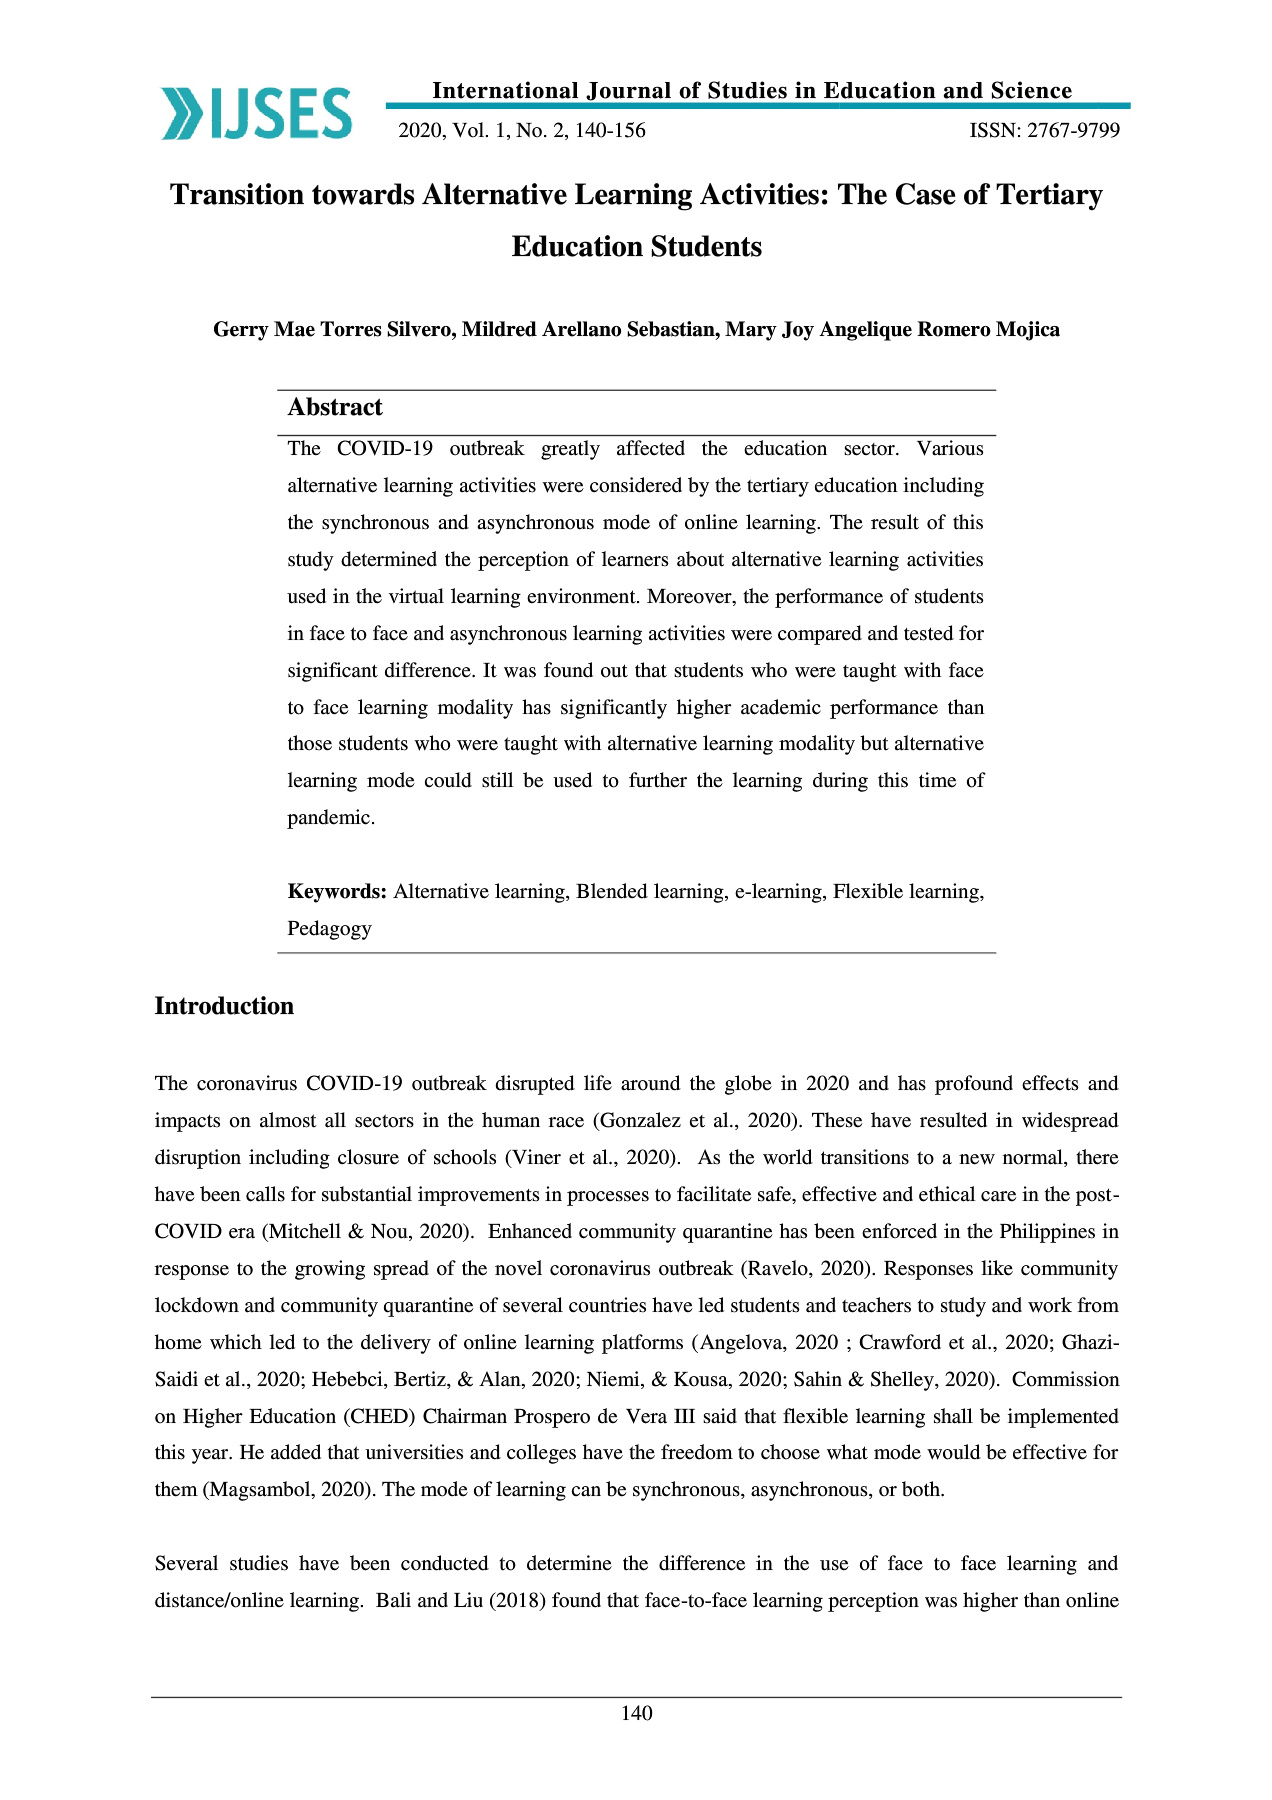 IJSES
International Journal of Studies in Education and Science
2020, Vol. 1, No. 2, 140-156 ISSN: 2767-9799
Transition towards Alternative Learning Activities: The Case of Tertiary
Education Students
Gerry Mae Torres Silvero, Mildred Arellano Sebastian, Mary Joy Angelique Romero Mojica
Abstract
The COVID-19 outbreak greatly affected the education sector. Various
alternative learning activities were considered by the tertiary education including
the synchronous and asynchronous mode of online learning. The result of this
study determined the perception of learners about alternative learning activities
used in the virtual learning environment. Moreover, the performance of students
in face to face and asynchronous learning activities were compared and tested for
significant difference. It was found out that students who were taught with face
to face learning modality has significantly higher academic performance than
those students who were taught with alternative learning modality but alternative
learning mode could still be used to further the learning during this time of
pandemic.
Keywords: Alternative learning, Blended learning, e-learning, Flexible learning,
Pedagogy
Introduction
The coronavirus COVID-19 outbreak disrupted life around the globe in 2020 and has profound effects and
impacts on almost all sectors in the human race (Gonzalez et al., 2020). These have resulted in widespread
disruption including closure of schools (Viner et al., 2020). As the world transitions to a new normal, there
have been calls for substantial improvements in processes to facilitate safe, effective and ethical care in the post-
COVID era (Mitchell & Nou, 2020). Enhanced community quarantine has been enforced in the Philippines in
response to the growing spread of the novel coronavirus outbreak (Ravelo, 2020). Responses like community
lockdown and community quarantine of several countries have led students and teachers to study and work from
home which led to the delivery of online learning platforms (Angelova, 2020 ; Crawford et al., 2020; Ghazi-
Saidi et al., 2020; Hebebci, Bertiz, & Alan, 2020; Niemi, & Kousa, 2020; Sahin & Shelley, 2020). Commission
on Higher Education (CHED) Chairman Prospero de Vera III said that flexible learning shall be implemented
this year. He added that universities and colleges have the freedom to choose what mode would be effective for
them (Magsambol, 2020). The mode of learning can be synchronous, asynchronous, or both.
Several studies have been conducted to determine the difference in the use of face to face learning and
distance/online learning. Bali and Liu (2018) found that face-to-face learning perception was higher than online
140